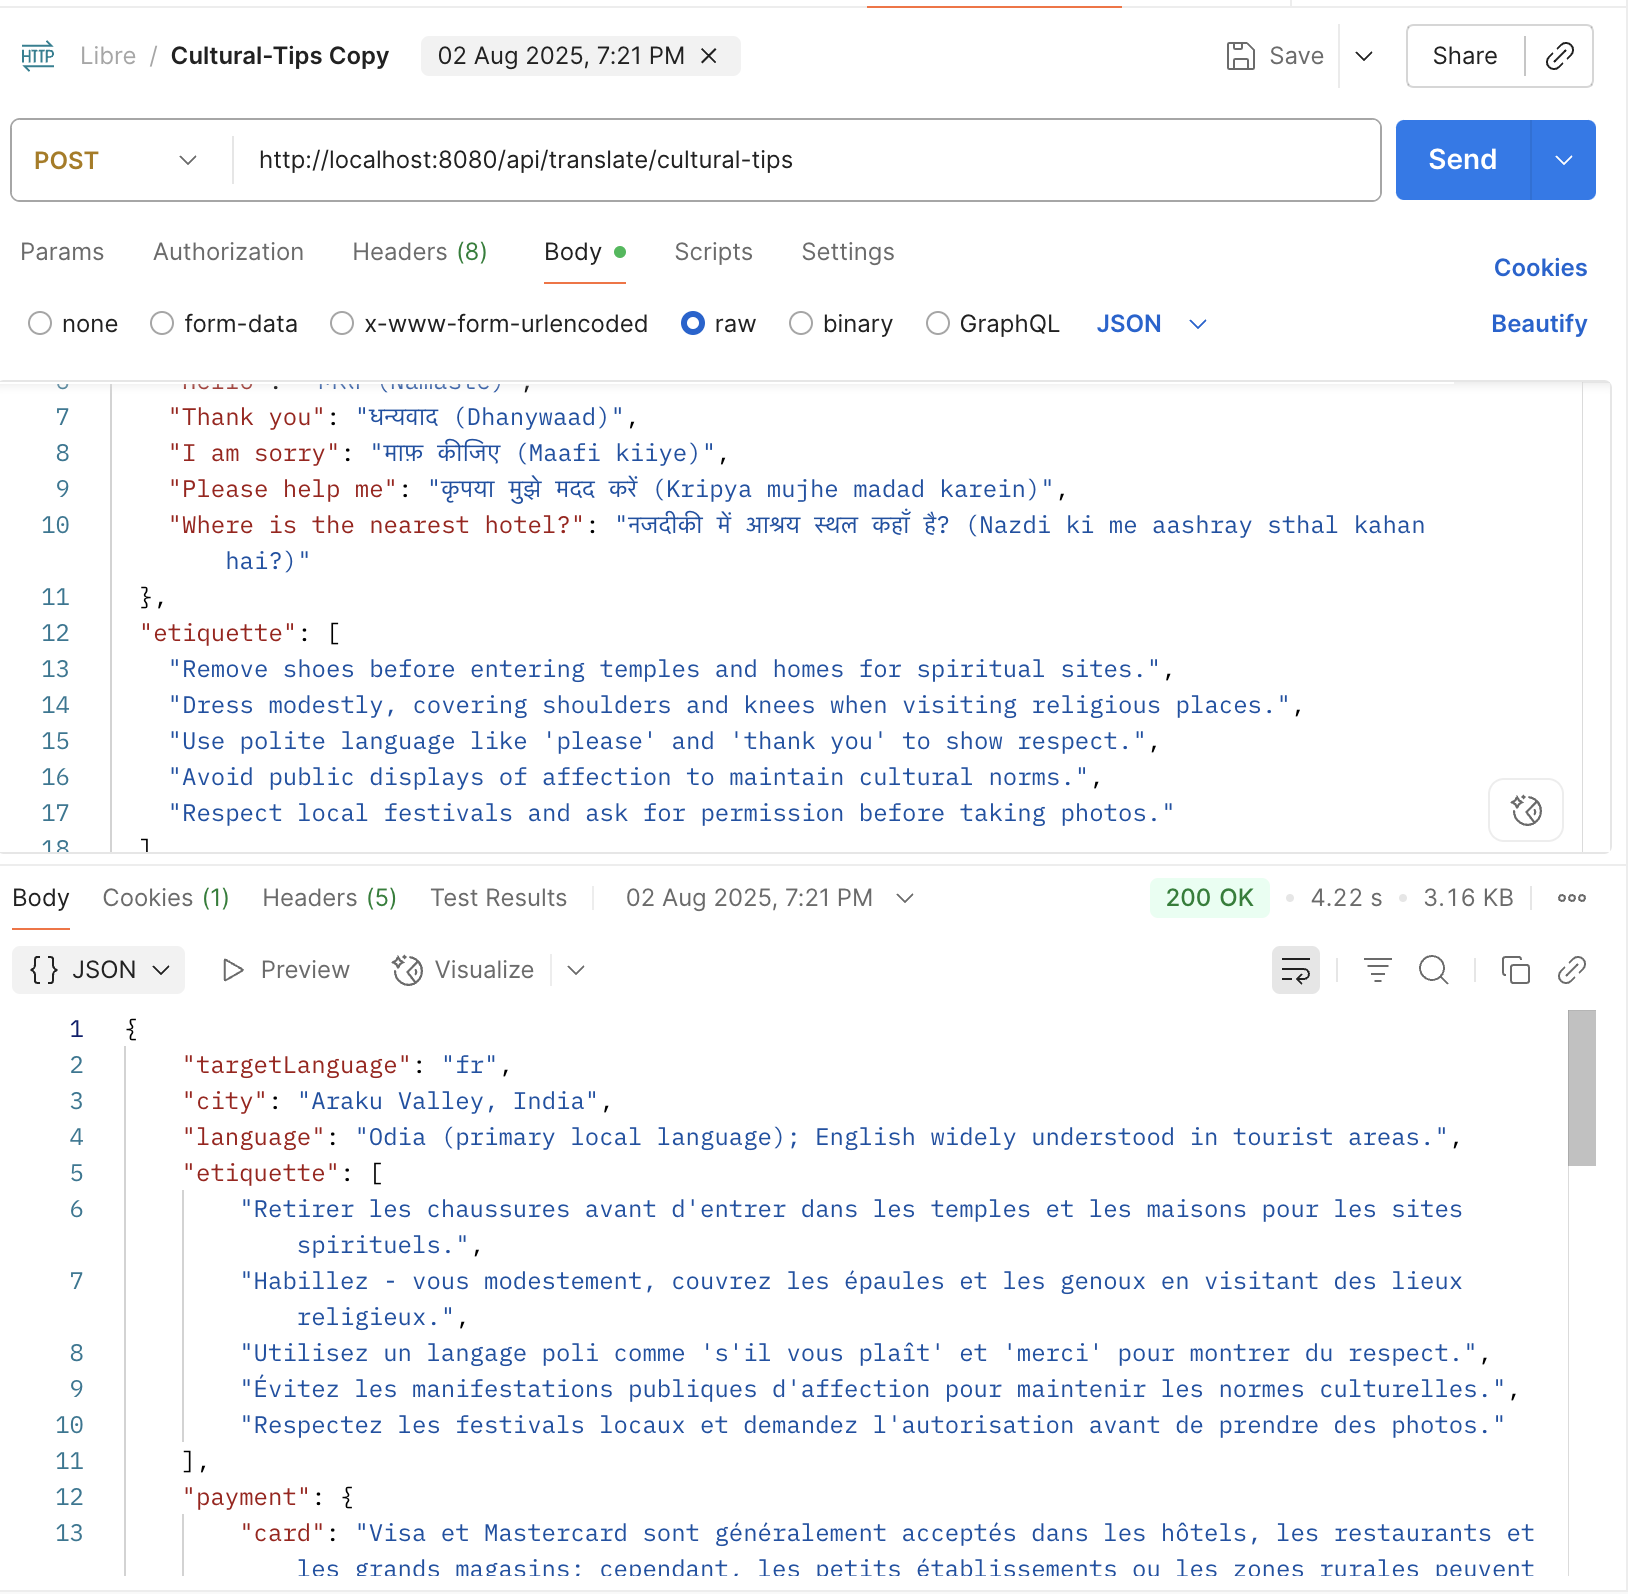 HTTP Libre / Cultural-Tips Copy 02 Aug 2025, 7:21 PM Save Share
POST http://localhost:8080/api/translate/cultural-tips Send
Params Authorization Headers (8) Body Scripts Settings Cookies
none form-data x-www-form-urlencoded raw binary GraphQL JSON Beautify
7 "Thank you": "धन्यवाद (Dhanywaad)",
8 "I am sorry": "माफ़ कीजिए (Maafi kiiye)",
9 "Please help me": "कृपया मुझे मदद करें (Kripya mujhe madad karein)",
10 "Where is the nearest hotel?": "नजदीकी में आश्रय स्थल कहाँ है? (Nazdi ki me aashray sthal kahan
hai?)"
11 },
12 "etiquette": [
13 "Remove shoes before entering temples and homes for spiritual sites.",
14 "Dress modestly, covering shoulders and knees when visiting religious places.",
15 "Use polite language like 'please' and 'thank you' to show respect.",
16 "Avoid public displays of affection to maintain cultural norms.",
17 "Respect local festivals and ask for permission before taking photos."
18 ]
Body Cookies (1) Headers (5) Test Results 02 Aug 2025, 7:21 PM 200 OK • 4.22 s • 3.16 KB
{} JSON Preview Visualize
1 {
2 "targetLanguage": "fr",
3 "city": "Araku Valley, India",
4 "language": "Odia (primary local language); English widely understood in tourist areas.",
5 "etiquette": [
6 "Retirer les chaussures avant d'entrer dans les temples et les maisons pour les sites
spirituels.",
7 "Habillez - vous modestement, couvrez les épaules et les genoux en visitant des lieux
religieux.",
8 "Utilisez un langage poli comme 's'il vous plaît' et 'merci' pour montrer du respect.",
9 "Évitez les manifestations publiques d'affection pour maintenir les normes culturelles.",
10 "Respectez les festivals locaux et demandez l'autorisation avant de prendre des photos."
11 ],
12 "payment": {
13 "card": "Visa et Mastercard sont généralement acceptés dans les hôtels, les restaurants et
les grands magasins; cependant, les petits établissements ou les zones rurales peuvent